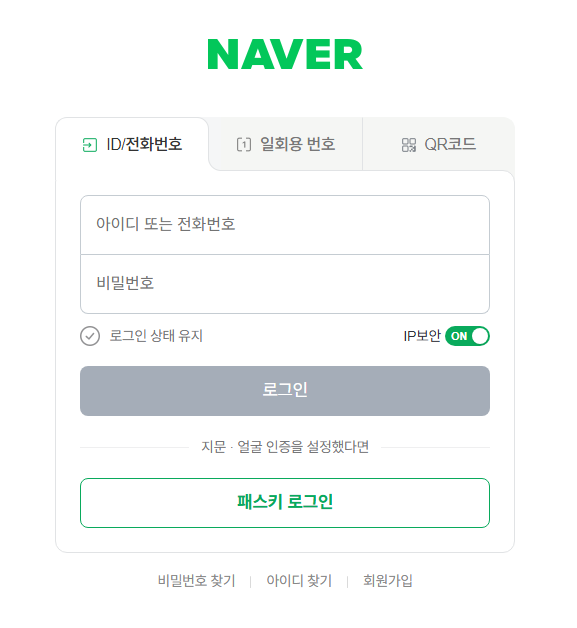 NAVER
ID/전화번호
1 일회용 번호
QR코드
아이디 또는 전화번호
비밀번호
로그인 상태 유지
IP보안 ON
로그인
지문 · 얼굴 인증을 설정했다면
패스키 로그인
비밀번호 찾기 | 아이디 찾기 | 회원가입